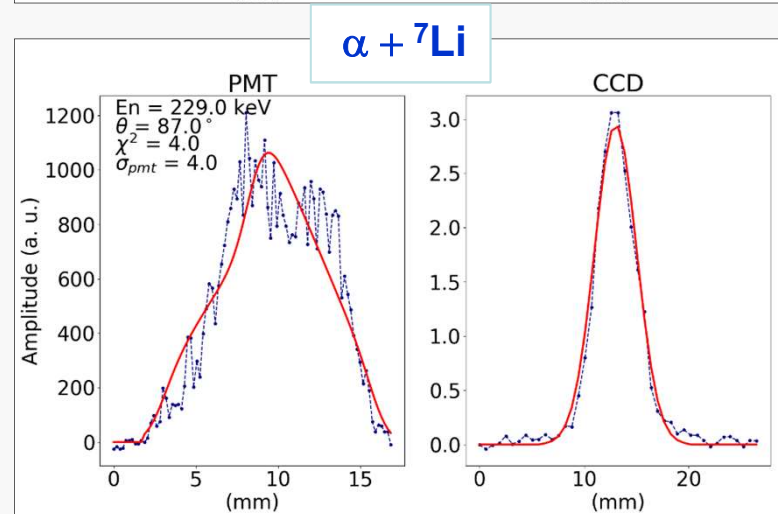 α + ⁷Li
PMT
En = 229.0 keV
θ = 87.0°
χ² = 4.0
σpmt = 4.0
1200
1000
800
600
400
200
0
Amplitude (a. u.)
0 5 10 15
(mm)
CCD
3.0
2.5
2.0
1.5
1.0
0.5
0.0
0 10 20
(mm)